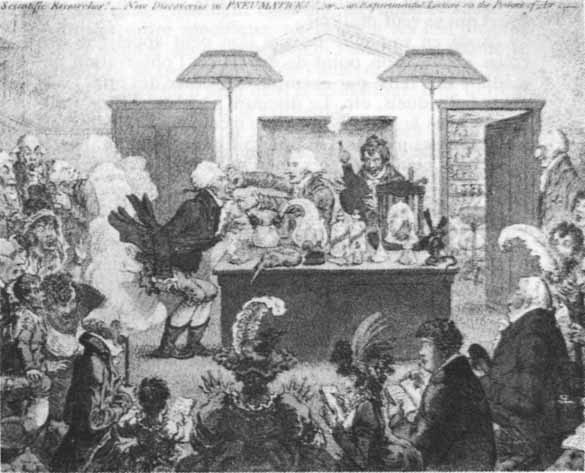 Scientific Researches! — New Discoveries in PNEUMATICKS! — or — an Experimental Lecture on the Powers of Air —